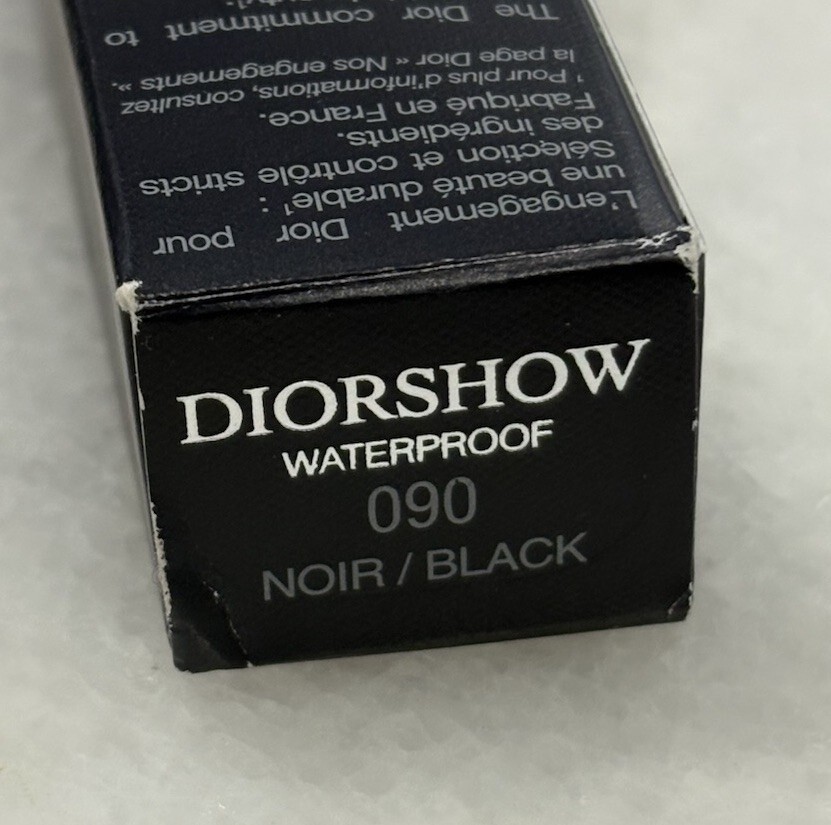 DIORSHOW
WATERPROOF
090
NOIR / BLACK
L'engagement Dior pour
une beauté durable¹ :
Sélection et contrôle stricts
des ingrédients.
Fabriqué en France.
¹ Pour plus d'informations, consultez
la page Dior « Nos engagements ».
The Dior commitment to